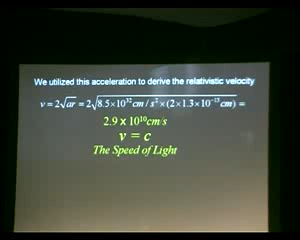 We utilized this acceleration to derive the relativistic velocity
v = 2√ar = 2√8.5×10³² cm / s² × (2×1.3×10⁻¹³ cm) =
2.9 x 10¹⁰cm/s
v = c
The Speed of Light